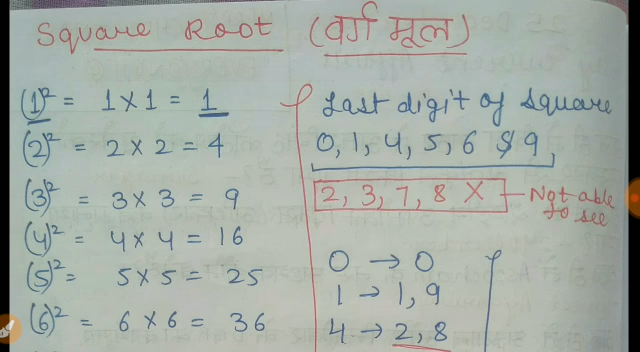 Square Root (वर्ग मूल)
(1)² = 1 × 1 = 1
(2)² = 2 × 2 = 4
(3)² = 3 × 3 = 9
(4)² = 4 × 4 = 16
(5)² = 5 × 5 = 25
(6)² = 6 × 6 = 36
Last digit of square
0, 1, 4, 5, 6 & 9
2, 3, 7, 8 X – Not able
to see
0 → 0
1 → 1, 9
4 → 2, 8